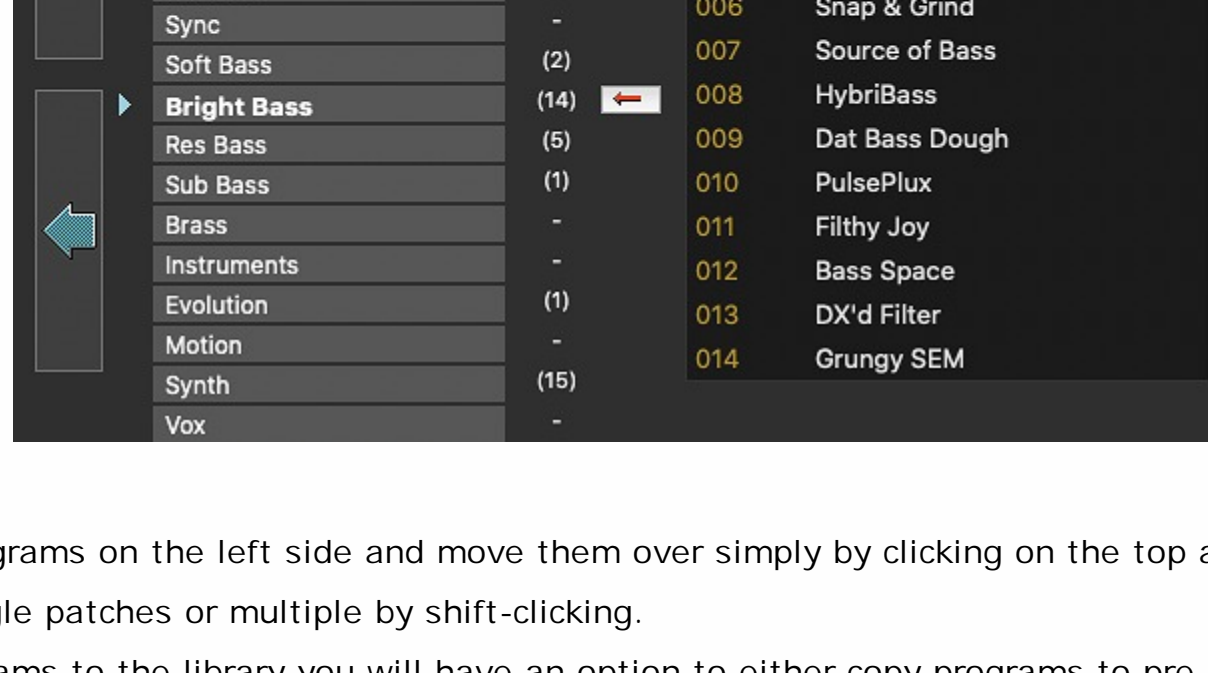 Sync - 
Soft Bass (2)
Bright Bass (14)
Res Bass (5)
Sub Bass (1)
Brass -
Instruments -
Evolution (1)
Motion -
Synth (15)
Vox -
006 Snap & Grind
007 Source of Bass
008 HybriBass
009 Dat Bass Dough
010 PulsePlux
011 Filthy Joy
012 Bass Space
013 DX'd Filter
014 Grungy SEM
grams on the left side and move them over simply by clicking on the top a
gle patches or multiple by shift-clicking.
ams to the library you will have an option to either copy programs to pre